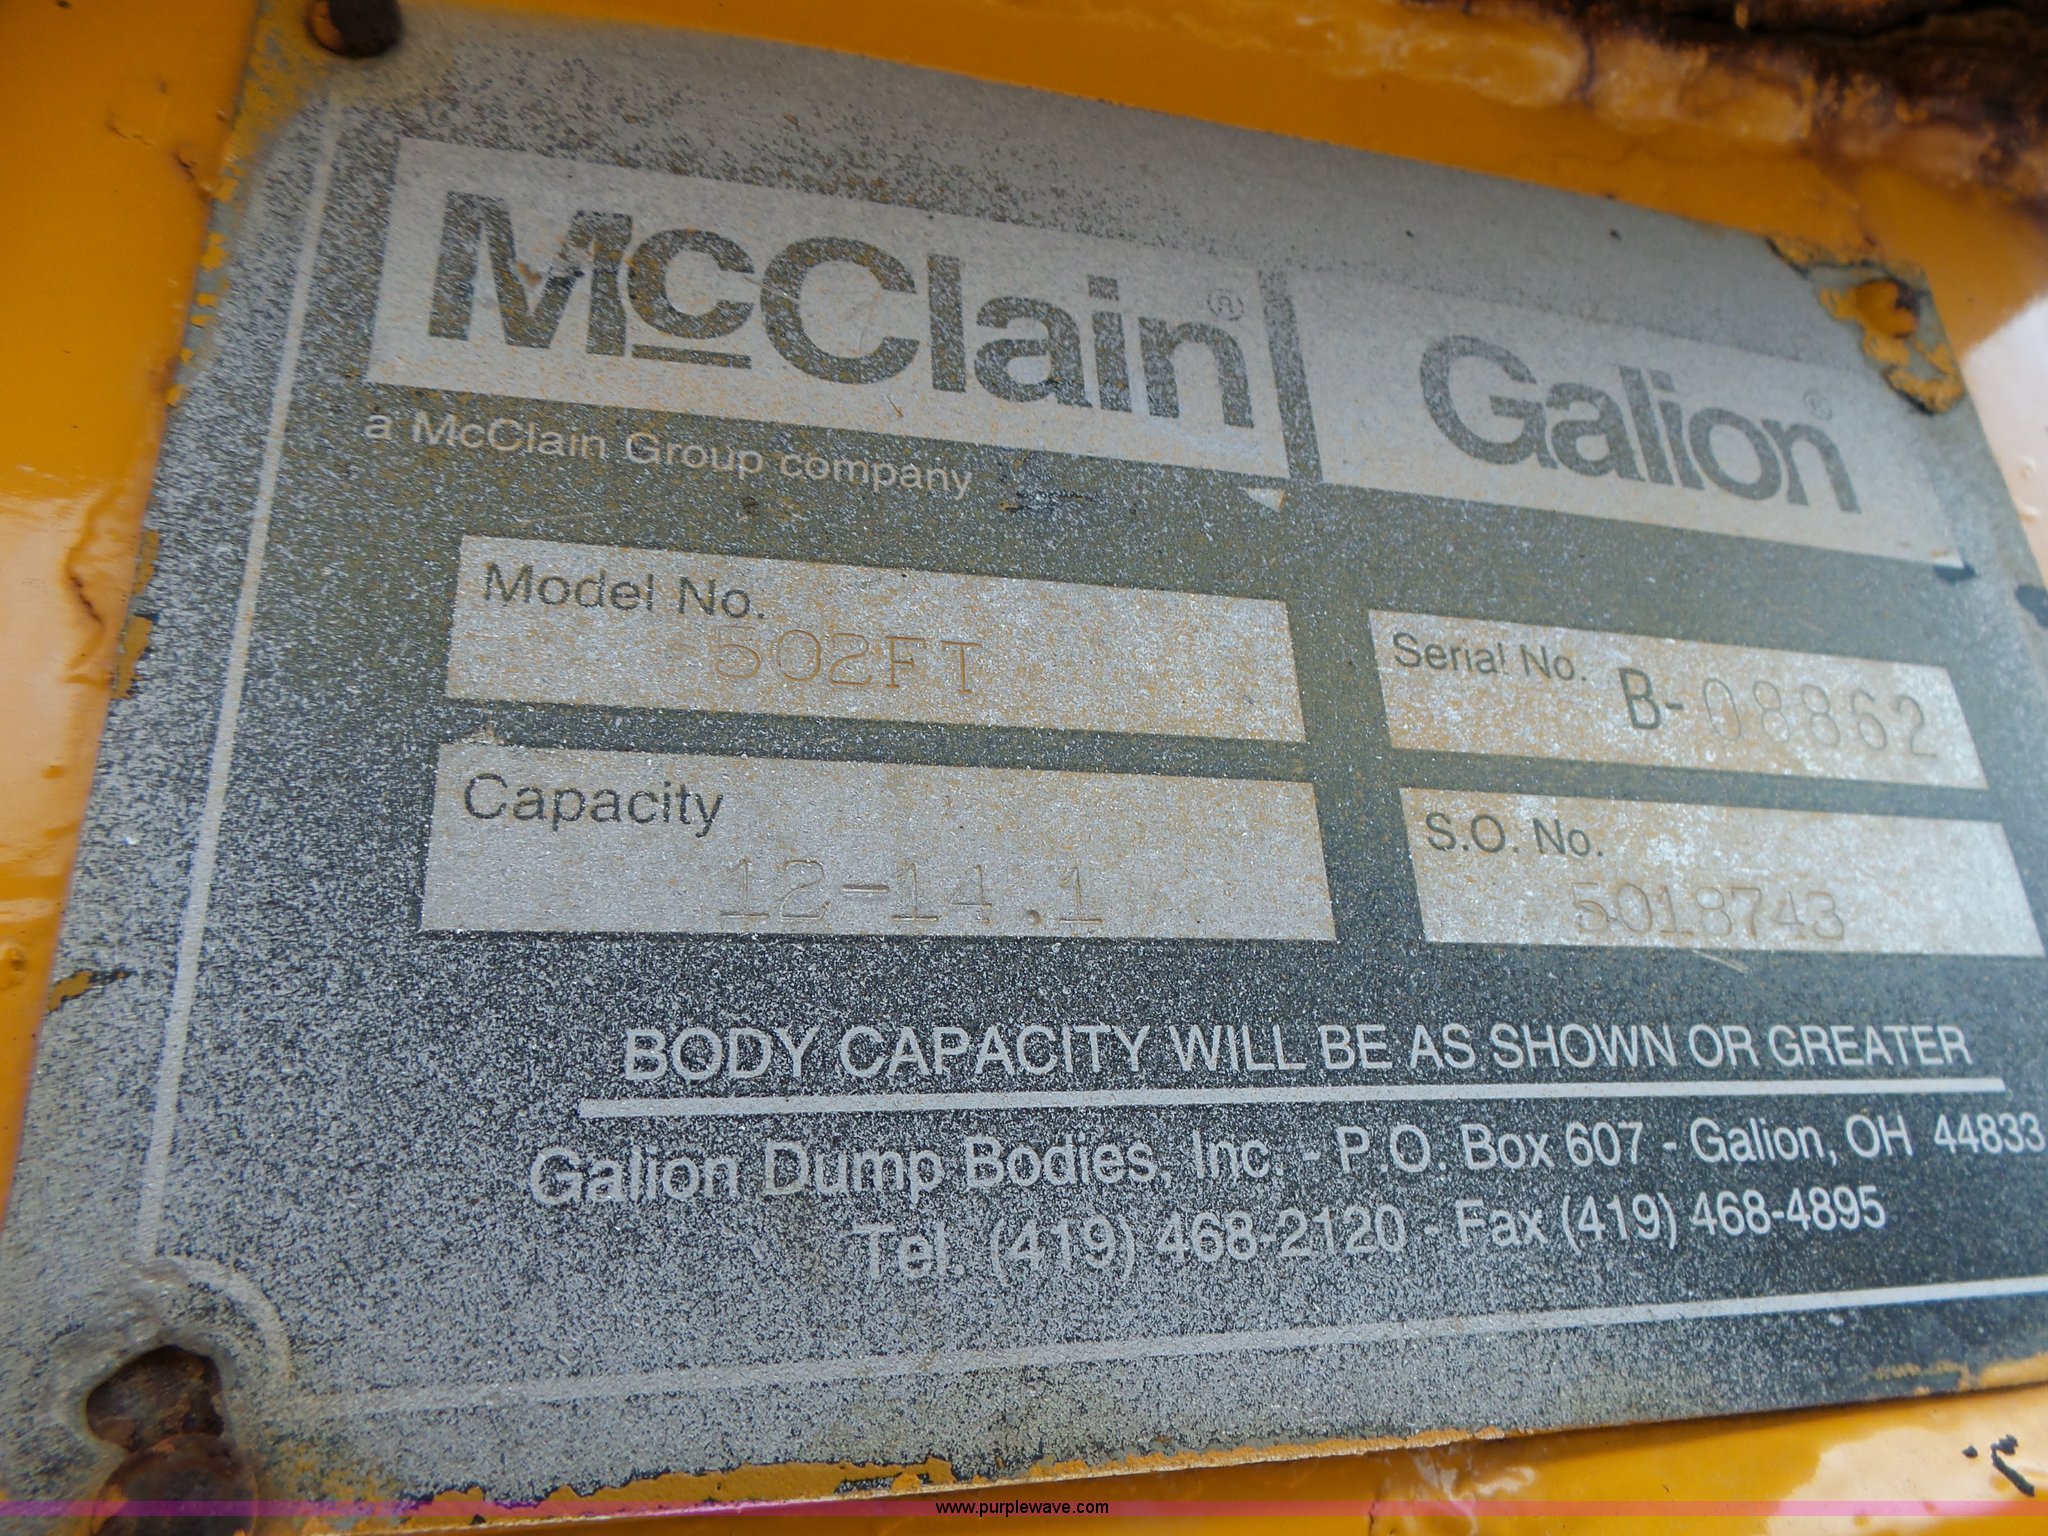 McClain® Galion®
a McClain Group company
Model No. 502FT
Serial No. B-08862
Capacity 12-14.1
S.O. No. 5018743
BODY CAPACITY WILL BE AS SHOWN OR GREATER
Galion Dump Bodies, Inc. - P.O. Box 607 - Galion, OH 44833
Tel. (419) 468-2120 - Fax (419) 468-4895
www.purplewave.com